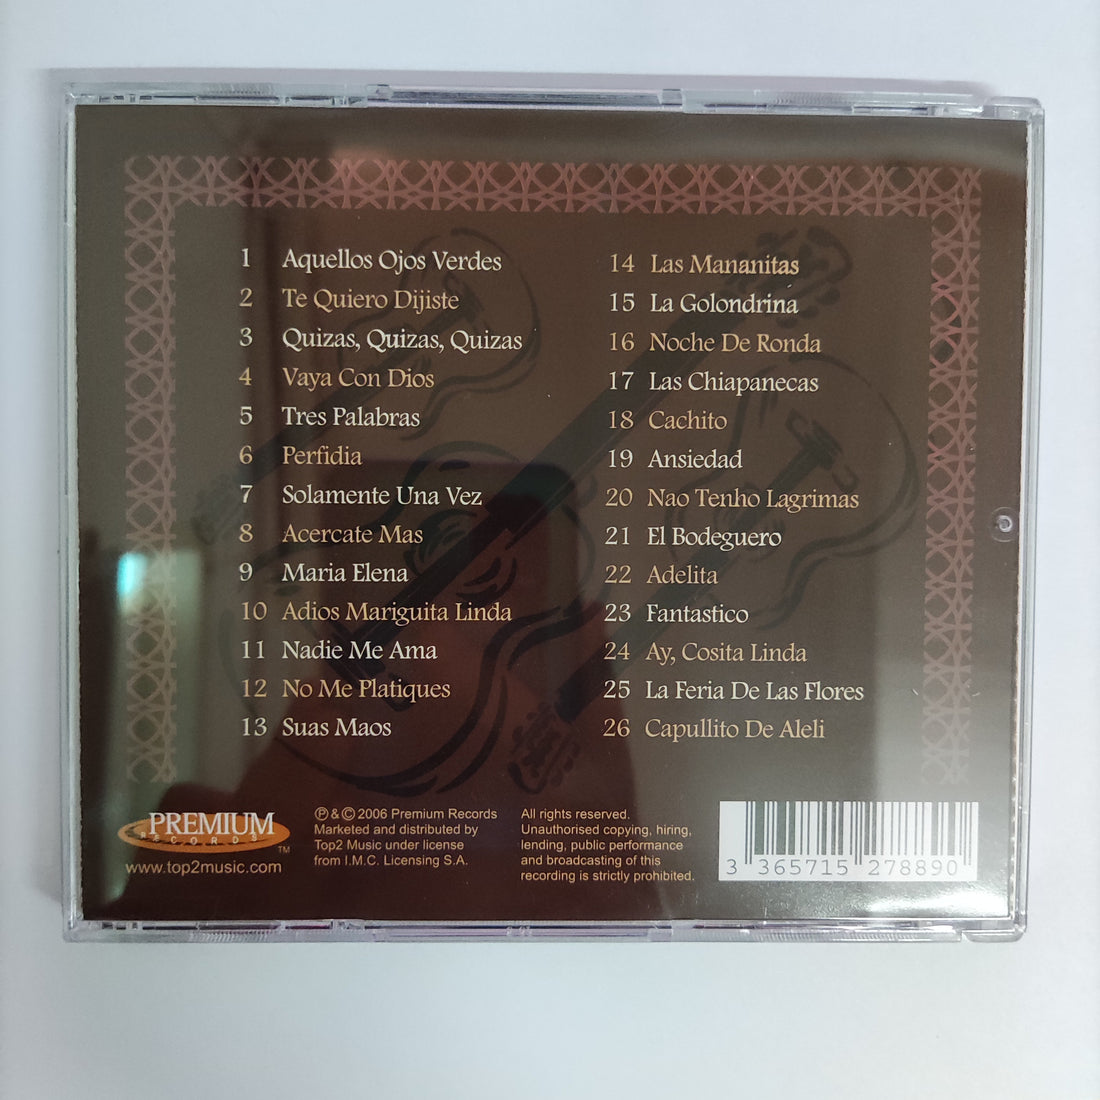 1 Aquellos Ojos Verdes
2 Te Quiero Dijiste
3 Quizas, Quizas, Quizas
4 Vaya Con Dios
5 Tres Palabras
6 Perfidia
7 Solamente Una Vez
8 Acercate Mas
9 Maria Elena
10 Adios Mariguita Linda
11 Nadie Me Ama
12 No Me Platiques
13 Suas Maos
14 Las Mananitas
15 La Golondrina
16 Noche De Ronda
17 Las Chiapanecas
18 Cachito
19 Ansiedad
20 Nao Tenho Lagrimas
21 El Bodeguero
22 Adelita
23 Fantastico
24 Ay, Cosita Linda
25 La Feria De Las Flores
26 Capullito De Aleli
PREMIUM
RECORDS
TM
www.top2music.com
℗ & © 2006 Premium Records
Marketed and distributed by
Top2 Music under license
from I.M.C. Licensing S.A.
All rights reserved.
Unauthorised copying, hiring,
lending, public performance
and broadcasting of this
recording is strictly prohibited.
3 365715 278890